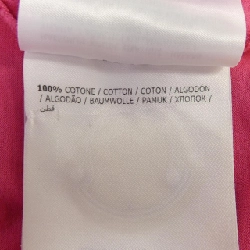 100% COTONE / COTTON / COTON / ALGODON
/ ALGODÃO / BAUMWOLLE / PAMUK / ХЛОПОК /
قطن